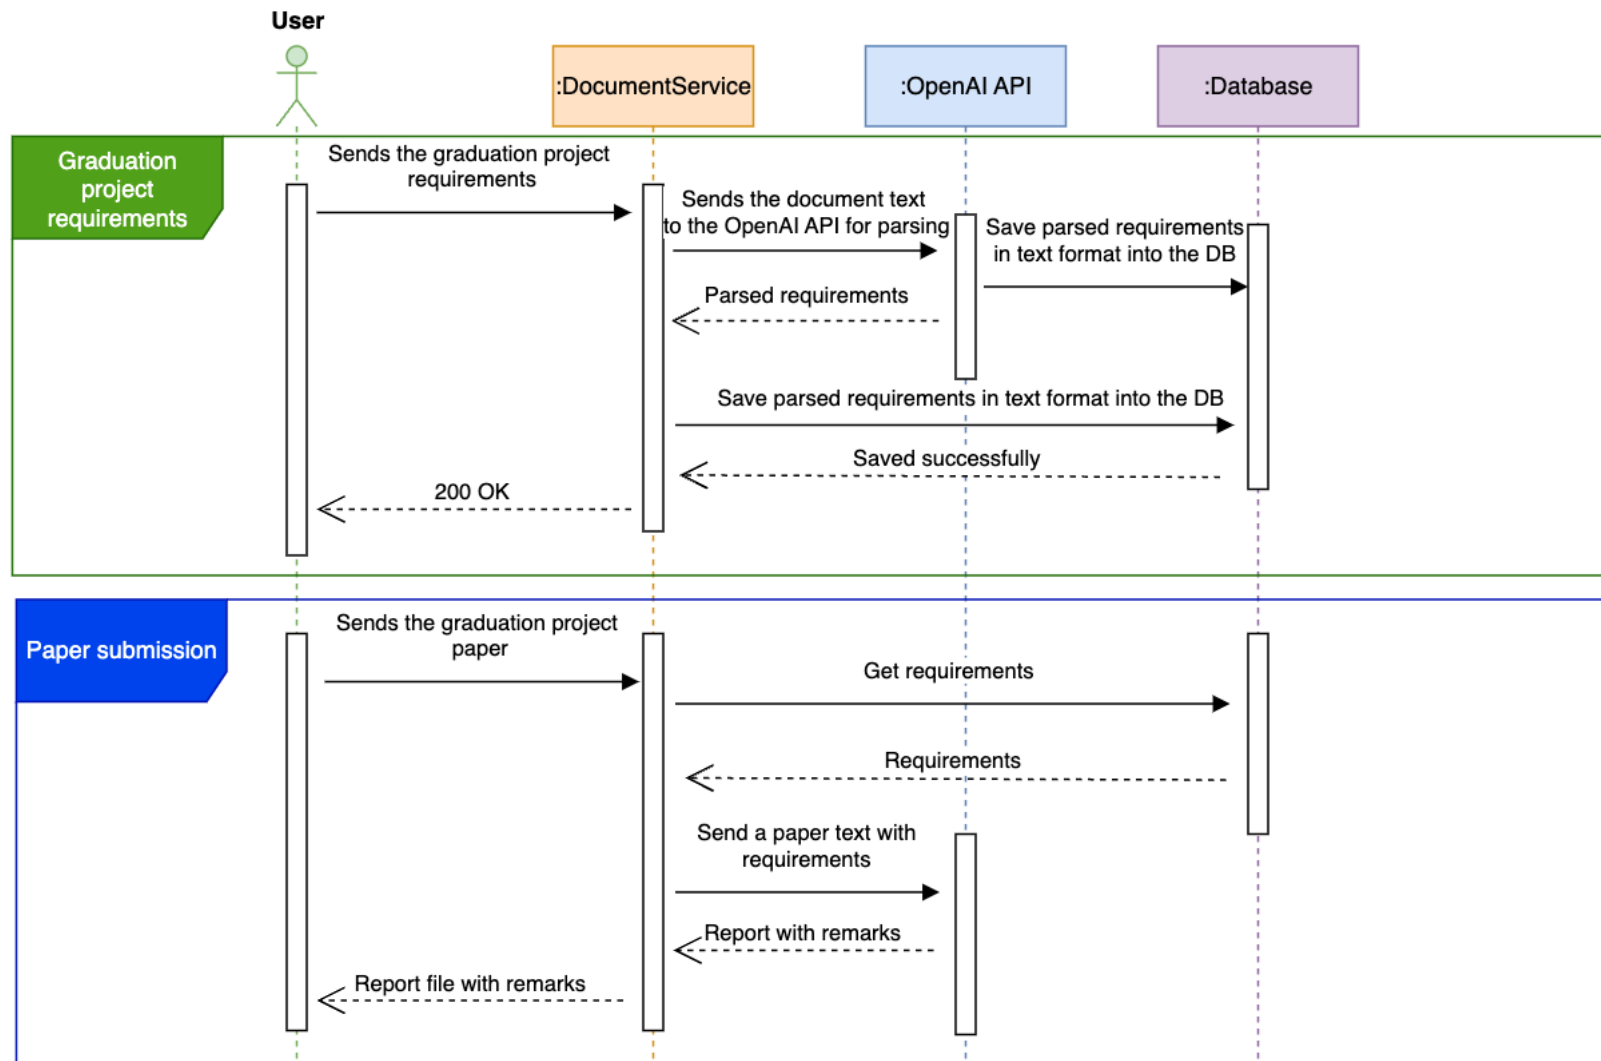 User
:DocumentService
:OpenAI API
:Database
Graduation
project
requirements
Sends the graduation project
requirements
Sends the document text
to the OpenAI API for parsing
Save parsed requirements
in text format into the DB
Parsed requirements
Save parsed requirements in text format into the DB
Saved successfully
200 OK
Paper submission
Sends the graduation project
paper
Get requirements
Requirements
Send a paper text with
requirements
Report with remarks
Report file with remarks